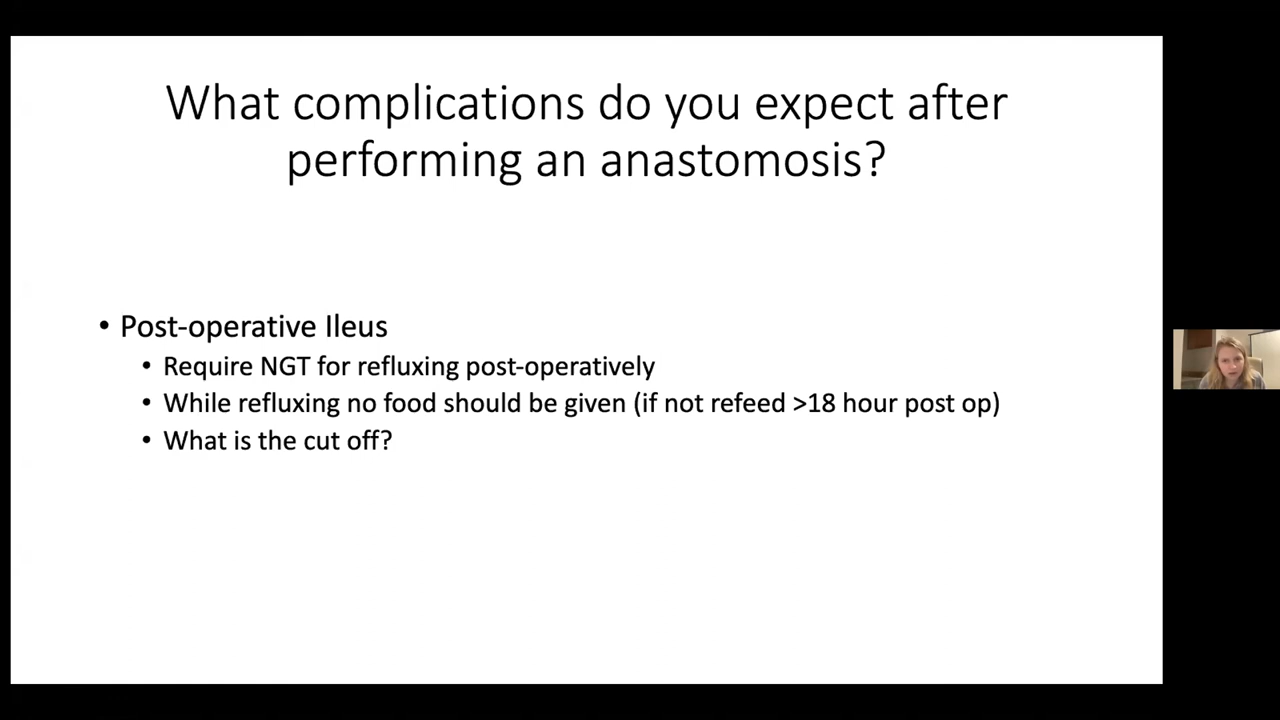 What complications do you expect after
performing an anastomosis?
• Post-operative Ileus
• Require NGT for refluxing post-operatively
• While refluxing no food should be given (if not refeed >18 hour post op)
• What is the cut off?